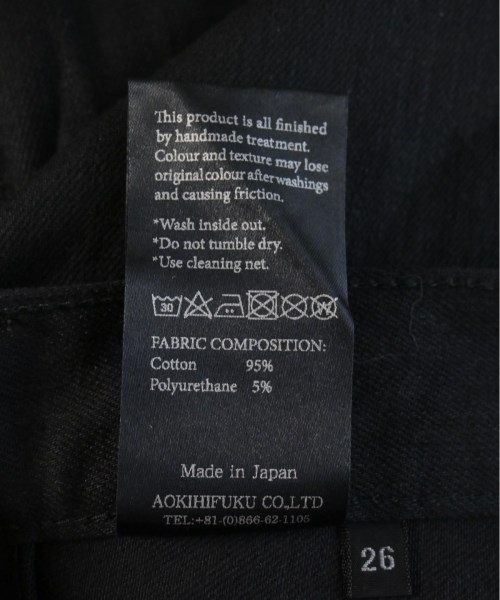 This product is all finished
by handmade treatment.
Colour and texture may lose
original colour after washings
and causing friction.
*Wash inside out.
*Do not tumble dry.
*Use cleaning net.
30
FABRIC COMPOSITION:
Cotton 95%
Polyurethane 5%
Made in Japan
AOKIHIFUKU CO.,LTD
TEL:+81-(0)866-62-1105
26